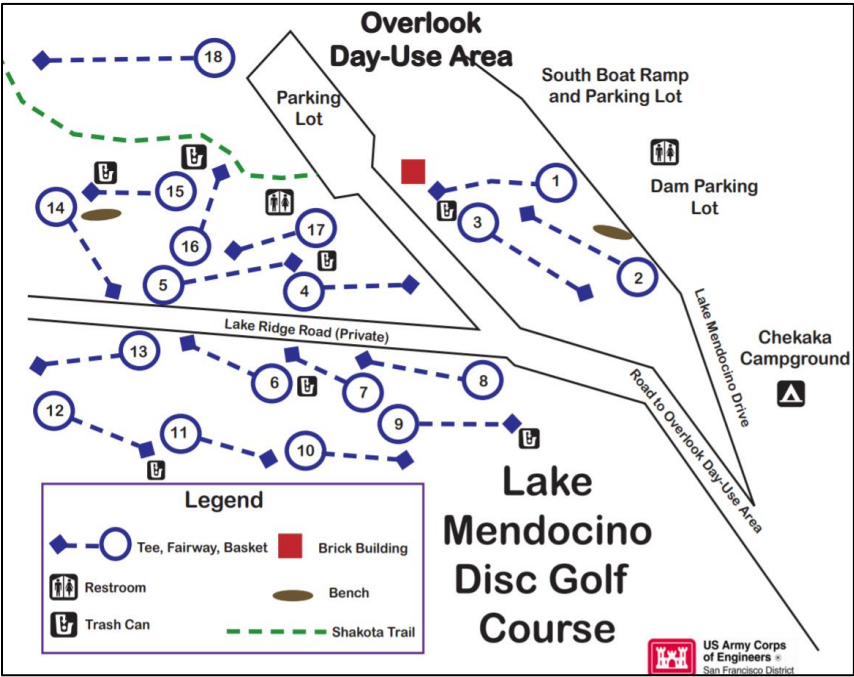 Overlook
Day-Use Area
18
Parking
Lot
South Boat Ramp
and Parking Lot
Dam Parking
Lot
1
15
14
3
16
17
2
5
4
Lake Ridge Road (Private)
Lake Mendocino Drive
Chekaka
Campground
13
6
7
8
Road to Overlook Day-Use Area
12
11
9
10
Legend
Tee, Fairway, Basket
Brick Building
Restroom
Bench
Trash Can
Shakota Trail
Lake
Mendocino
Disc Golf
Course
US Army Corps
of Engineers
San Francisco District